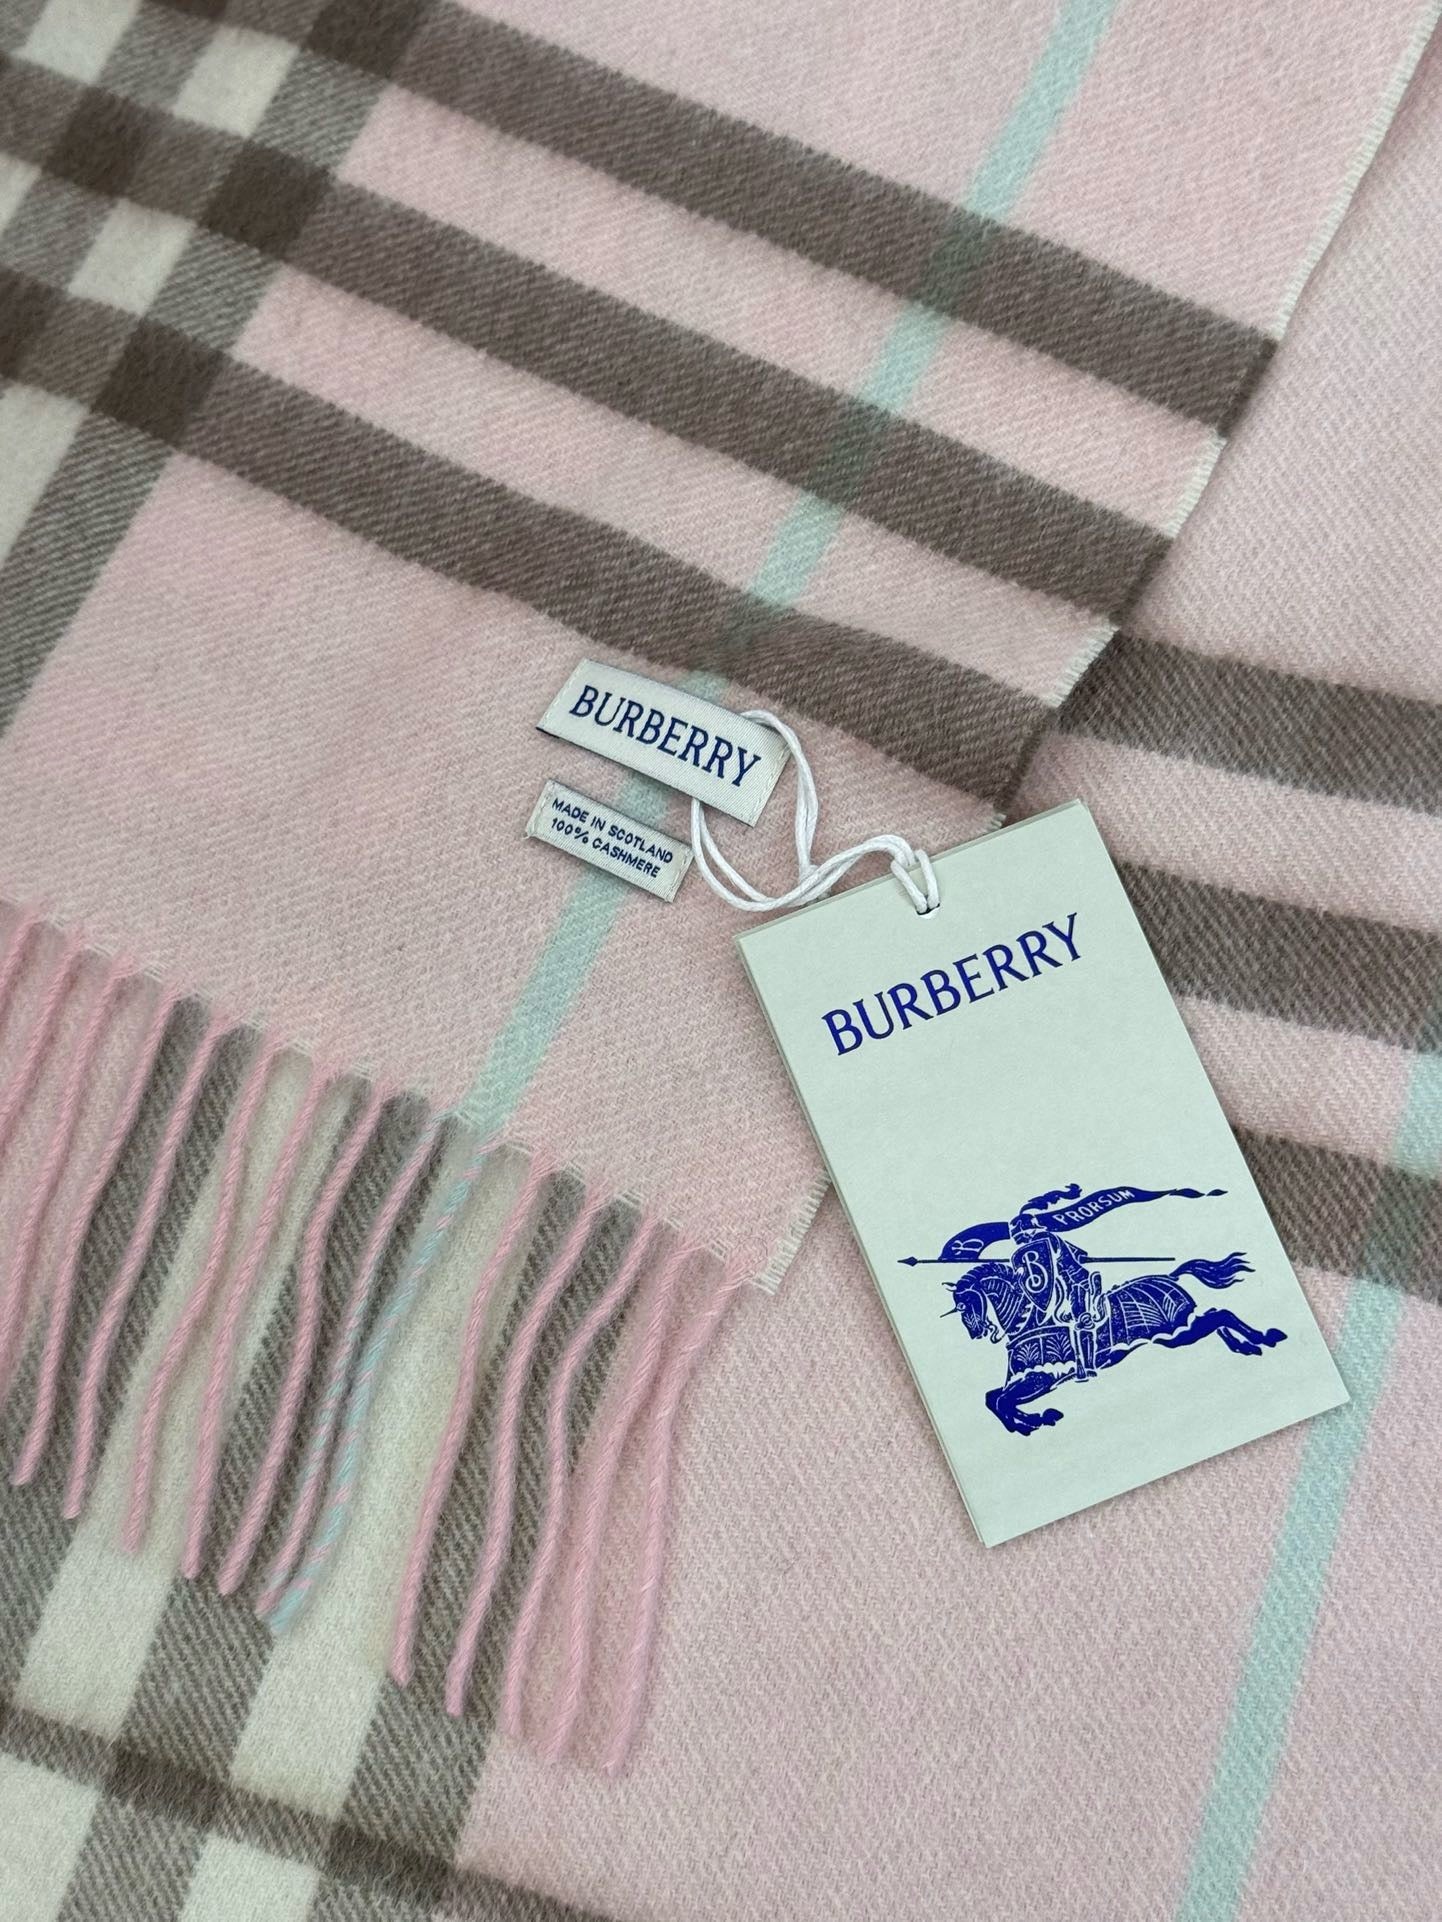 BURBERRY
MADE IN SCOTLAND
100% CASHMERE
BURBERRY
PRORSUM
B
B